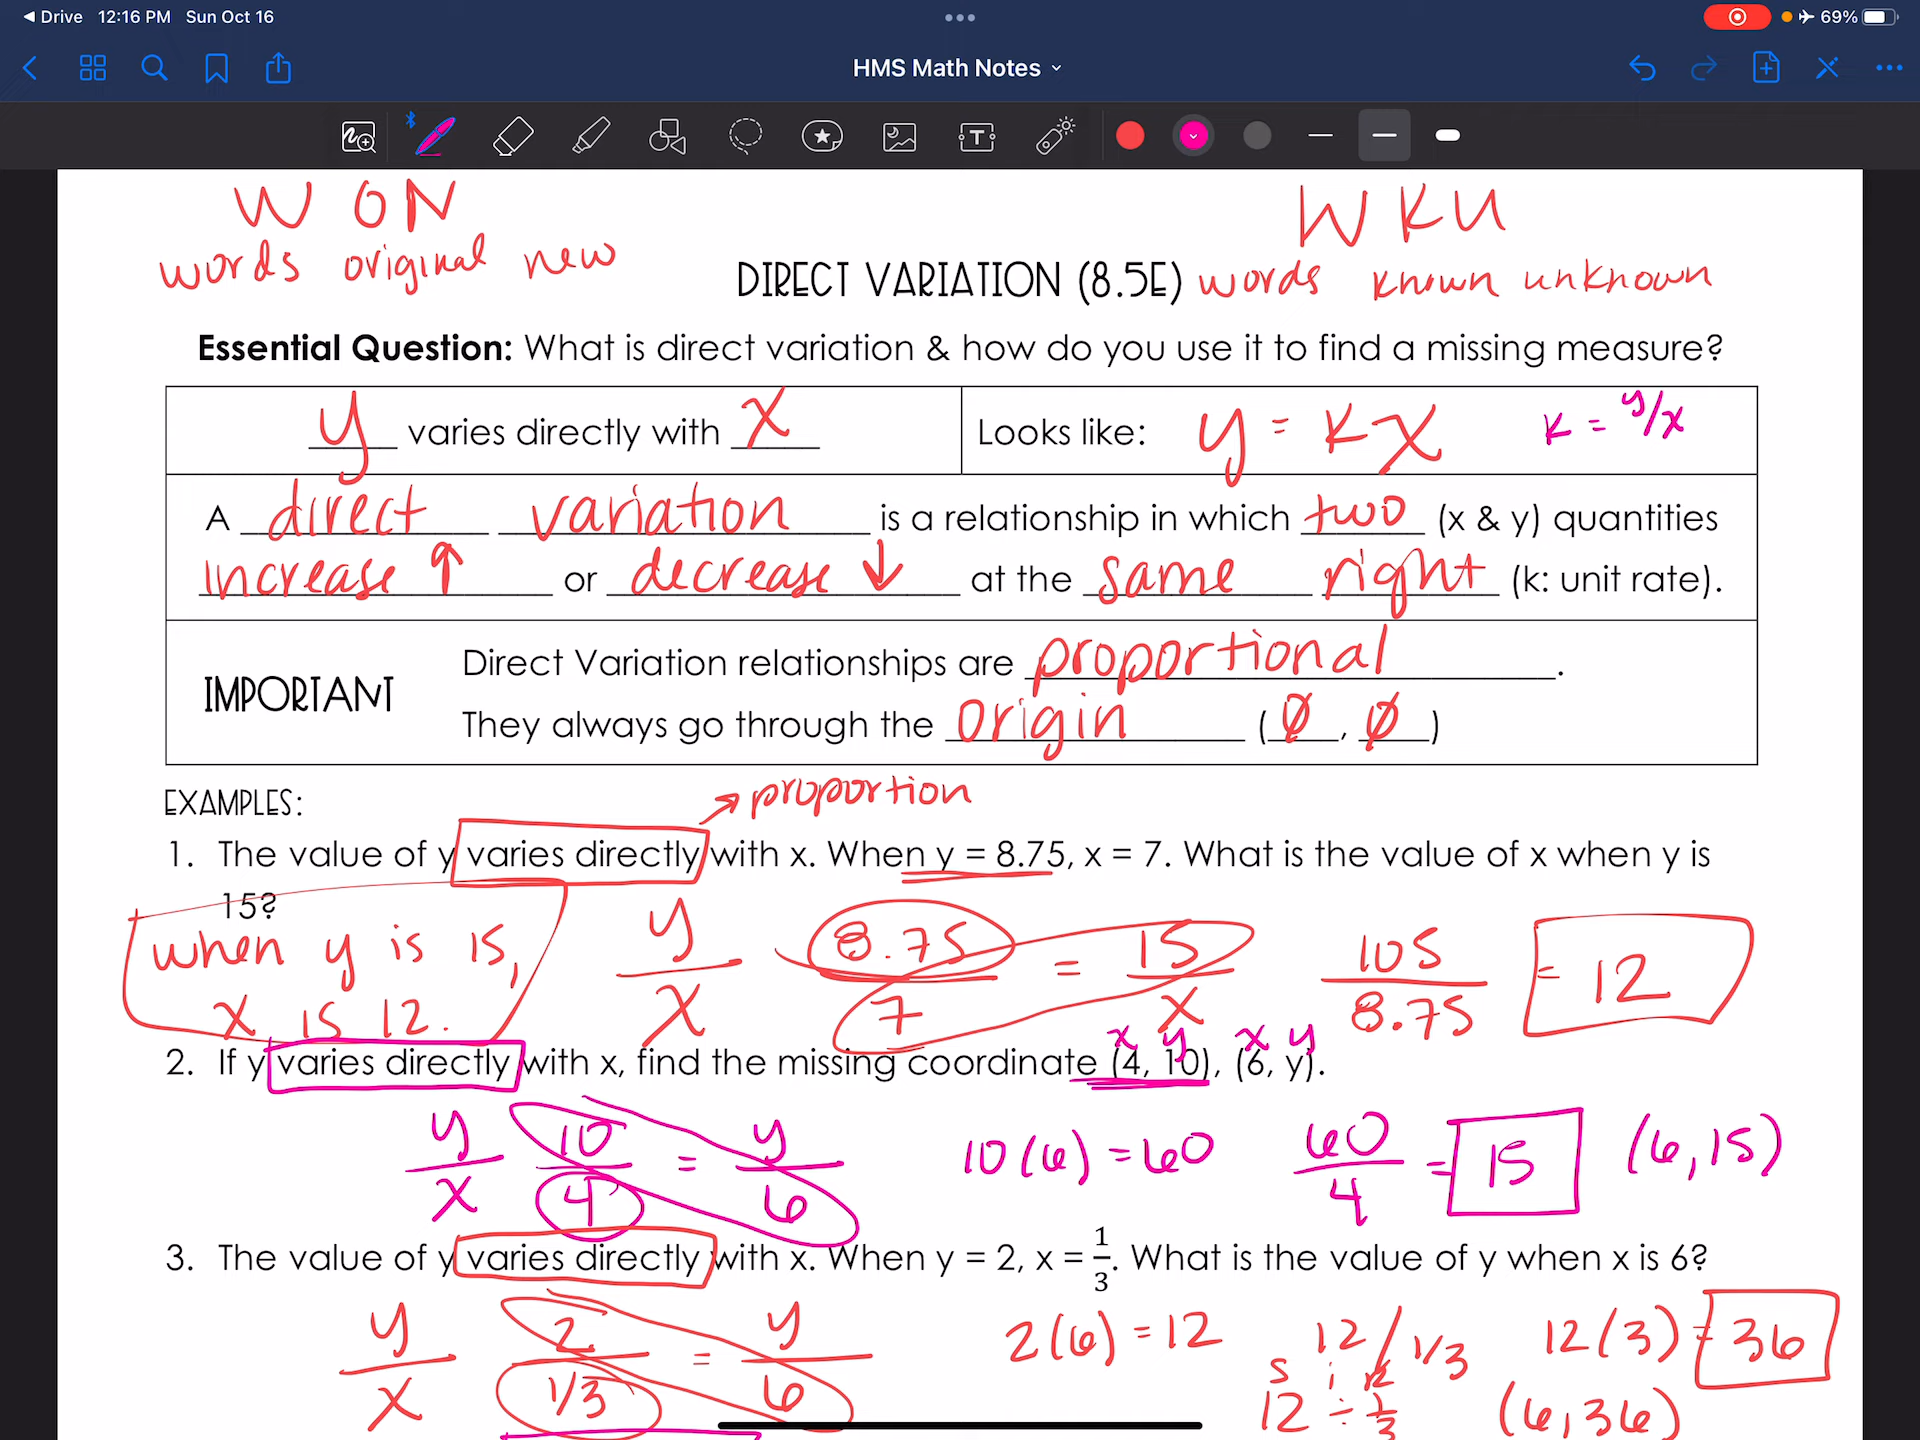 Drive 12:16 PM Sun Oct 16 69%
HMS Math Notes
T
W O N W K U
words original new DIRECT VARIATION (8.5E) words known unknown
Essential Question: What is direct variation & how do you use it to find a missing measure?
y varies directly with x Looks like: y = kx k = y/x
A direct variation is a relationship in which two (x & y) quantities
increase ↑ or decrease ↓ at the same right (k: unit rate).
IMPORTANT Direct Variation relationships are proportional.
They always go through the origin (0, 0)
EXAMPLES: → proportion
1. The value of y varies directly with x. When y = 8.75, x = 7. What is the value of x when y is
15?
when y is 15, y/x 8.75/7 = 15/x 105/8.75 = 12
x is 12.
x y x y
2. If y varies directly with x, find the missing coordinate (4, 10), (6, y).
y/x 10/4 = y/6 10(6) = 60 60/4 = 15 (6,15)
3. The value of y varies directly with x. When y = 2, x = 1/3. What is the value of y when x is 6?
y/x 2/(1/3) = y/6 2(6) = 12 12/ 1/3 12(3) = 36
12 ÷ 1/3 (6,36)